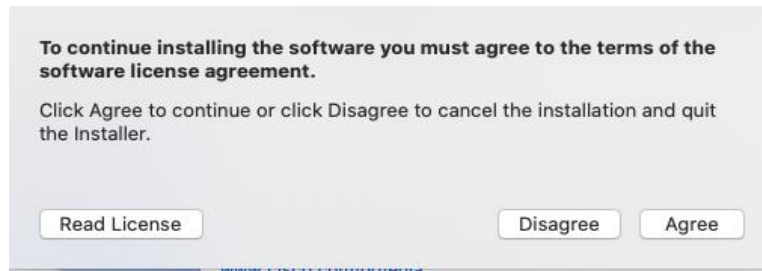 To continue installing the software you must agree to the terms of the
software license agreement.
Click Agree to continue or click Disagree to cancel the installation and quit
the Installer.
Read License
Disagree
Agree